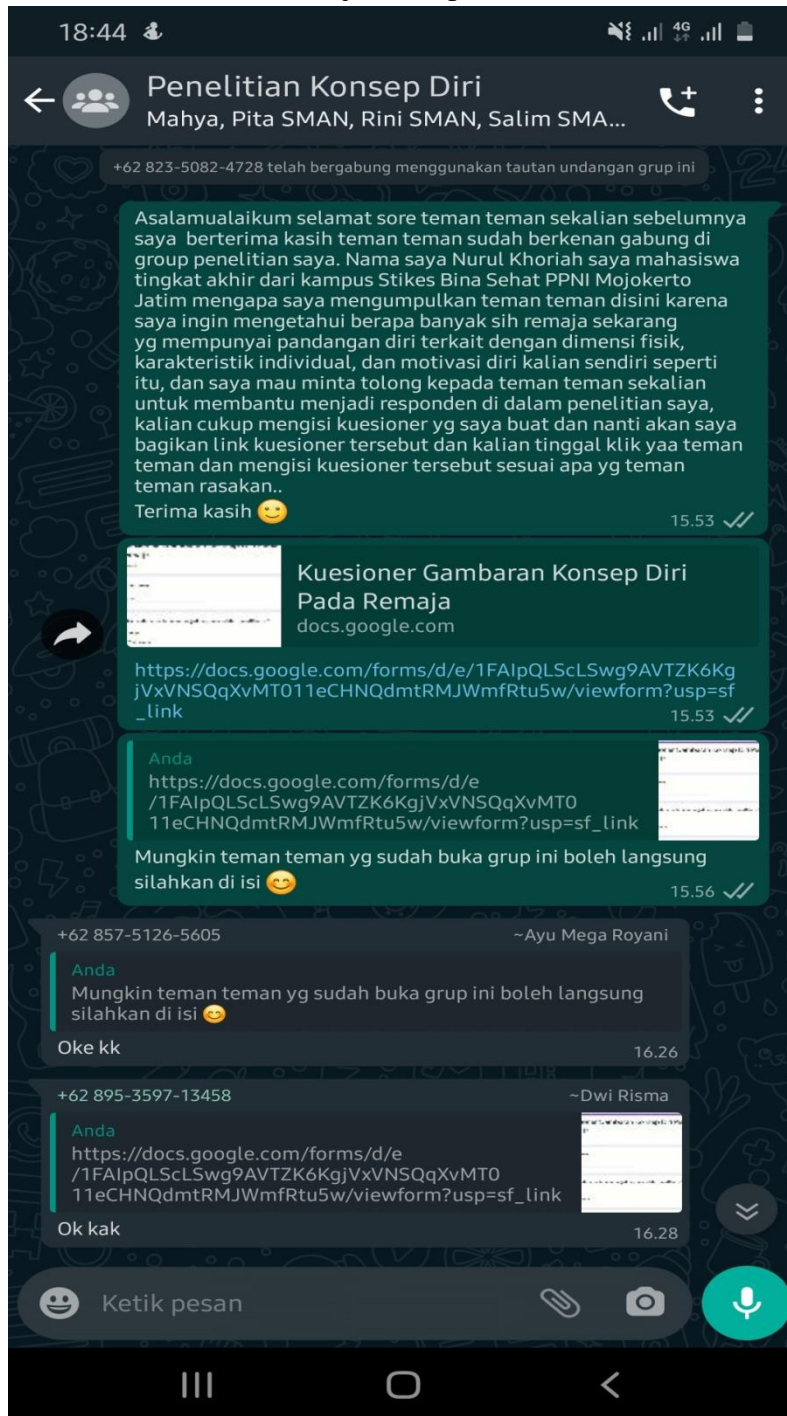 18:44
4G
Penelitian Konsep Diri
Mahya, Pita SMAN, Rini SMAN, Salim SMA...
+62 823-5082-4728 telah bergabung menggunakan tautan undangan grup ini
Asalamualaikum selamat sore teman teman sekalian sebelumnya
saya berterima kasih teman teman sudah berkenan gabung di
group penelitian saya. Nama saya Nurul Khoriah saya mahasiswa
tingkat akhir dari kampus Stikes Bina Sehat PPNI Mojokerto
Jatim mengapa saya mengumpulkan teman teman disini karena
saya ingin mengetahui berapa banyak sih remaja sekarang
yg mempunyai pandangan diri terkait dengan dimensi fisik,
karakteristik individual, dan motivasi diri kalian sendiri seperti
itu, dan saya mau minta tolong kepada teman teman sekalian
untuk membantu menjadi responden di dalam penelitian saya,
kalian cukup mengisi kuesioner yg saya buat dan nanti akan saya
bagikan link kuesioner tersebut dan kalian tinggal klik yaa teman
teman dan mengisi kuesioner tersebut sesuai apa yg teman
teman rasakan..
Terima kasih 🙂
15.53
Kuesioner Gambaran Konsep Diri
Pada Remaja
docs.google.com
https://docs.google.com/forms/d/e/1FAIpQLScLSwg9AVTZK6Kg
jVxVNSQqXvMT011eCHNQdmtRMJWmfRtu5w/viewform?usp=sf
_link
15.53
Anda
https://docs.google.com/forms/d/e
/1FAIpQLScLSwg9AVTZK6KgjVxVNSQqXvMT0
11eCHNQdmtRMJWmfRtu5w/viewform?usp=sf_link
Mungkin teman teman yg sudah buka grup ini boleh langsung
silahkan di isi 😊
15.56
+62 857-5126-5605 ~Ayu Mega Royani
Anda
Mungkin teman teman yg sudah buka grup ini boleh langsung
silahkan di isi 😊
Oke kk
16.26
+62 895-3597-13458 ~Dwi Risma
Anda
https://docs.google.com/forms/d/e
/1FAIpQLScLSwg9AVTZK6KgjVxVNSQqXvMT0
11eCHNQdmtRMJWmfRtu5w/viewform?usp=sf_link
Ok kak
16.28
Ketik pesan